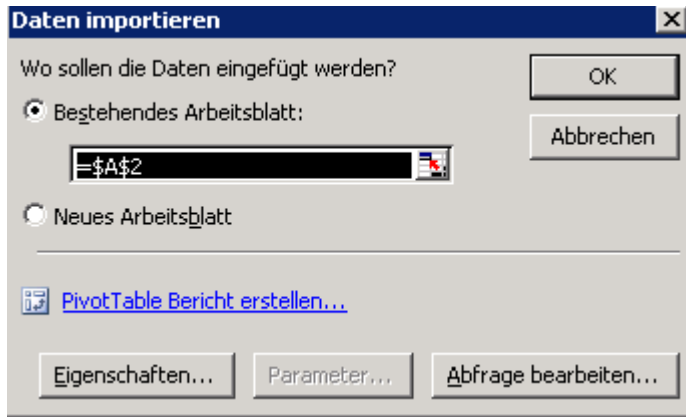 Daten importieren
Wo sollen die Daten eingefügt werden?
OK
Bestehendes Arbeitsblatt:
Abbrechen
=$A$2
Neues Arbeitsblatt
PivotTable Bericht erstellen...
Eigenschaften... Parameter... Abfrage bearbeiten...